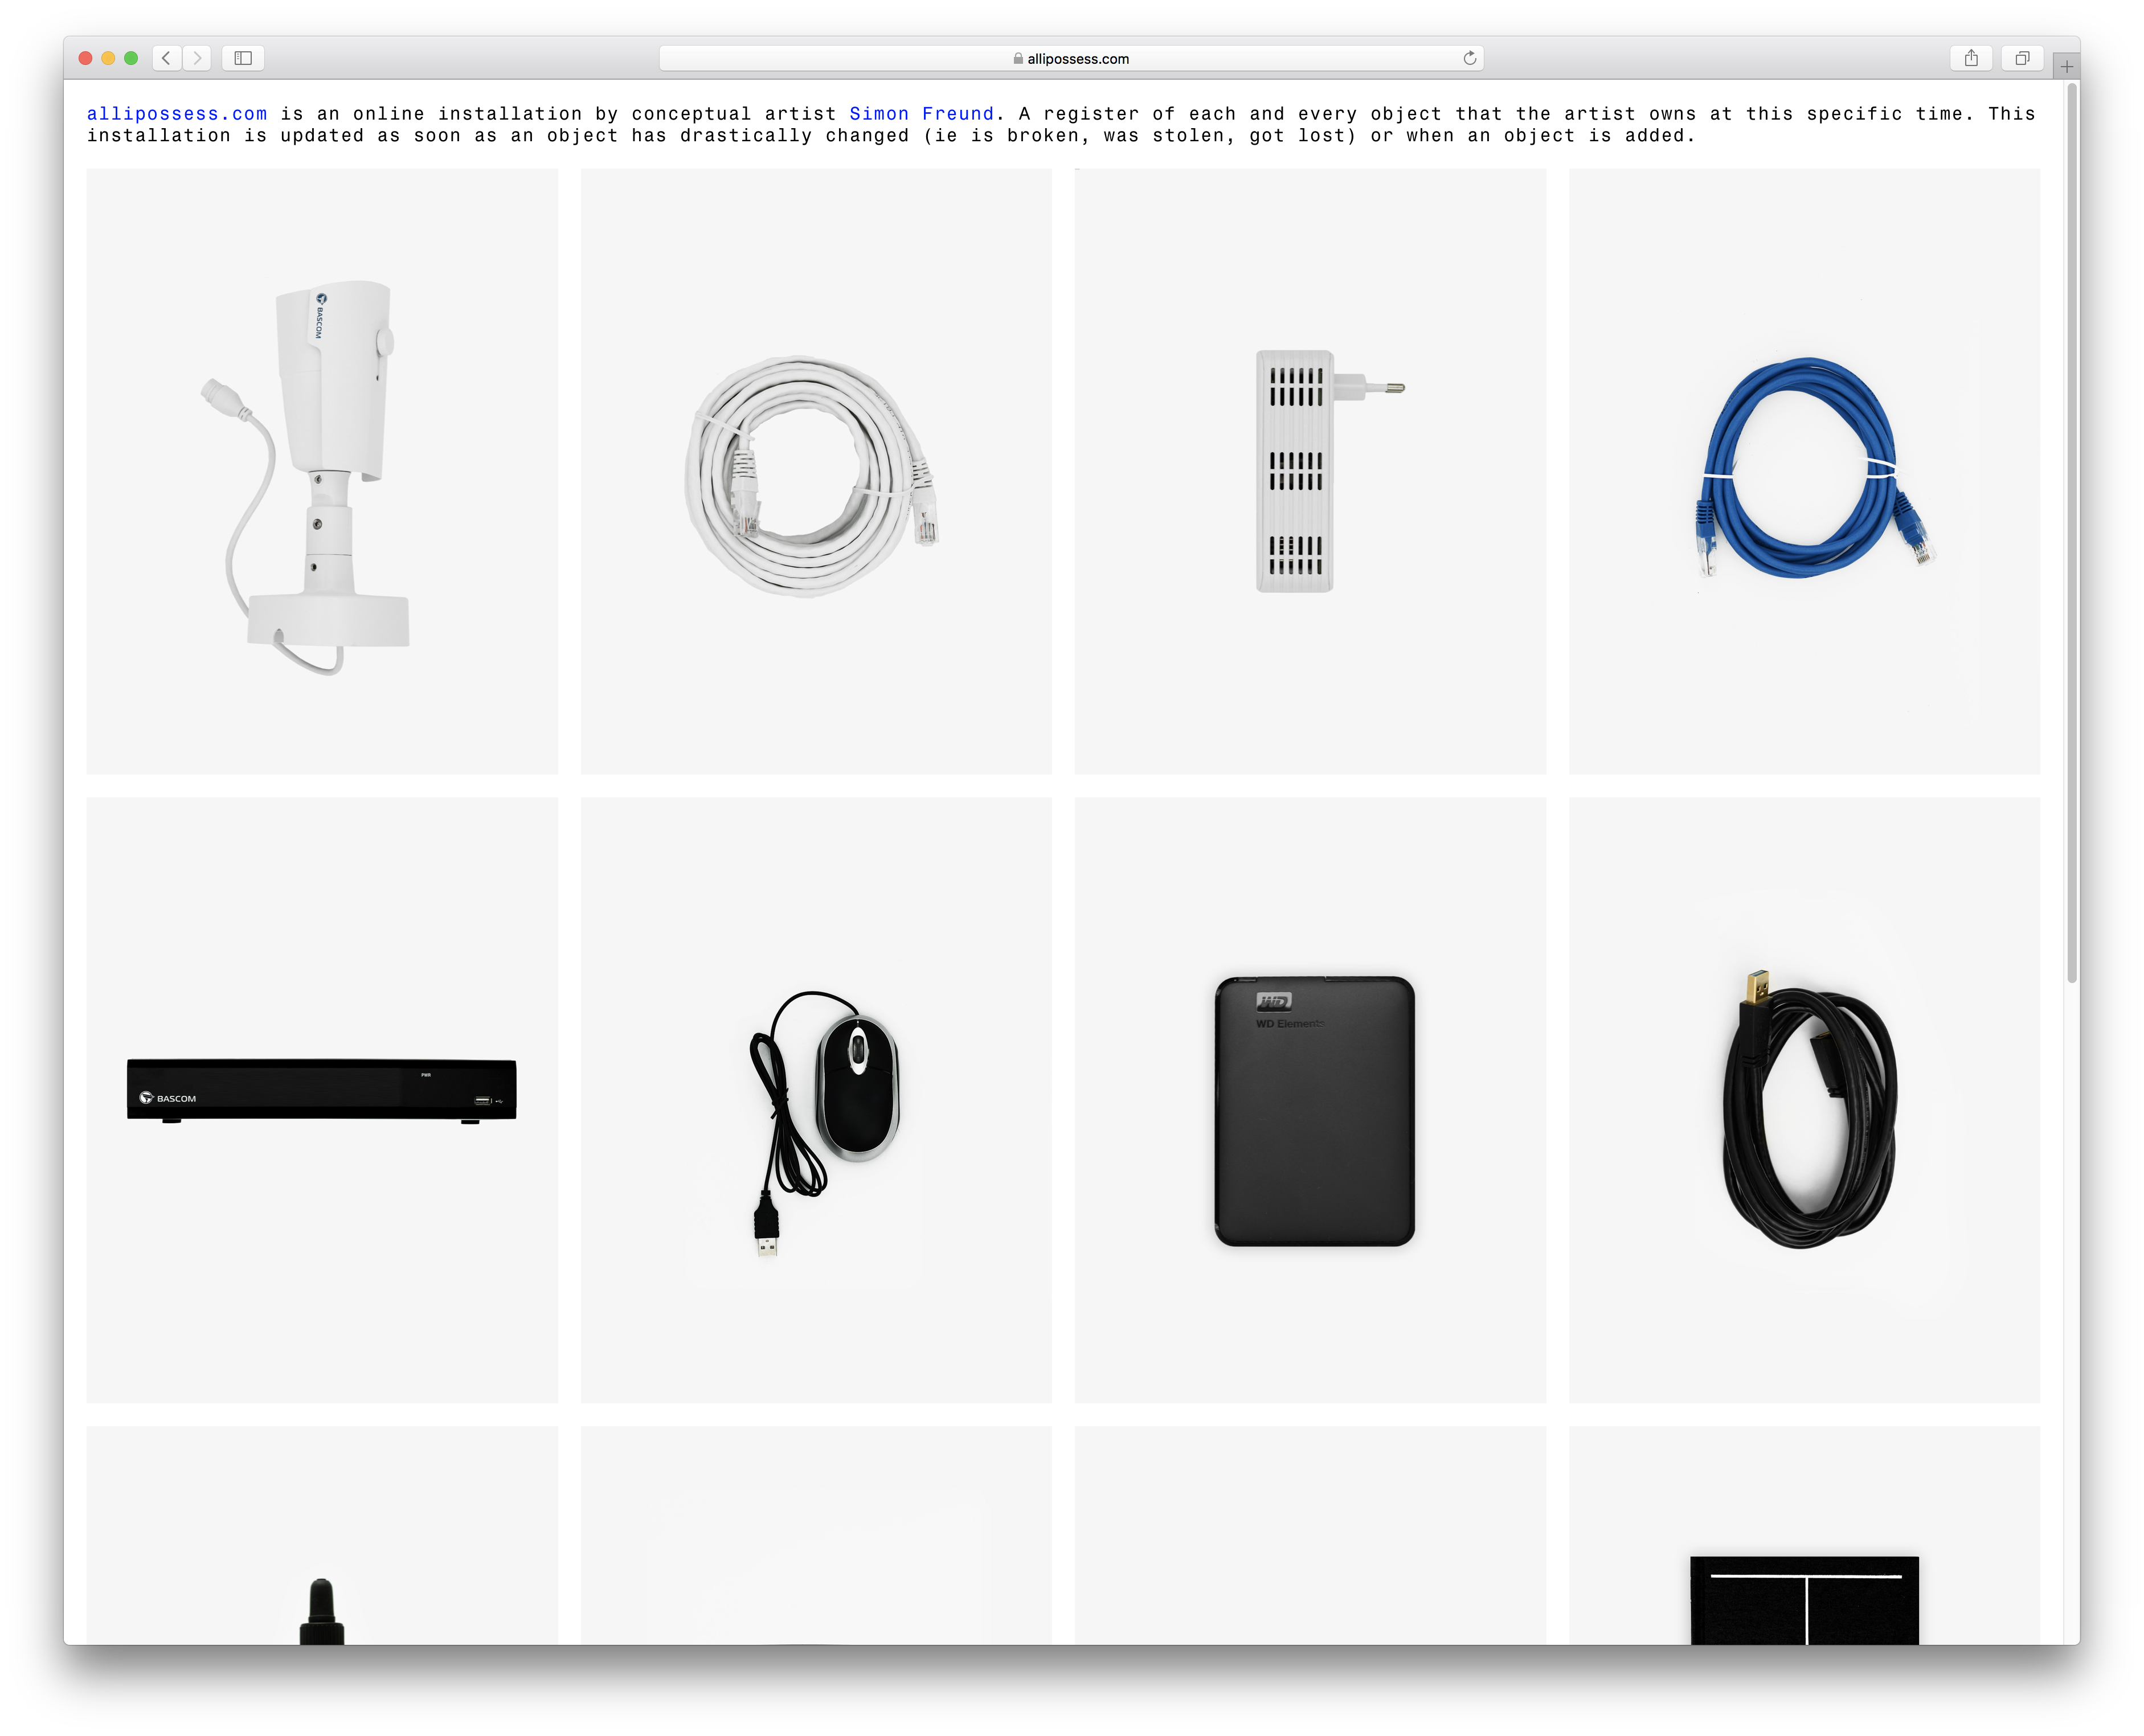 allipossess.com
allipossess.com is an online installation by conceptual artist Simon Freund. A register of each and every object that the artist owns at this specific time. This
installation is updated as soon as an object has drastically changed (ie is broken, was stolen, got lost) or when an object is added.
BASCOM
BASCOM
PWR
WD
WD Elements